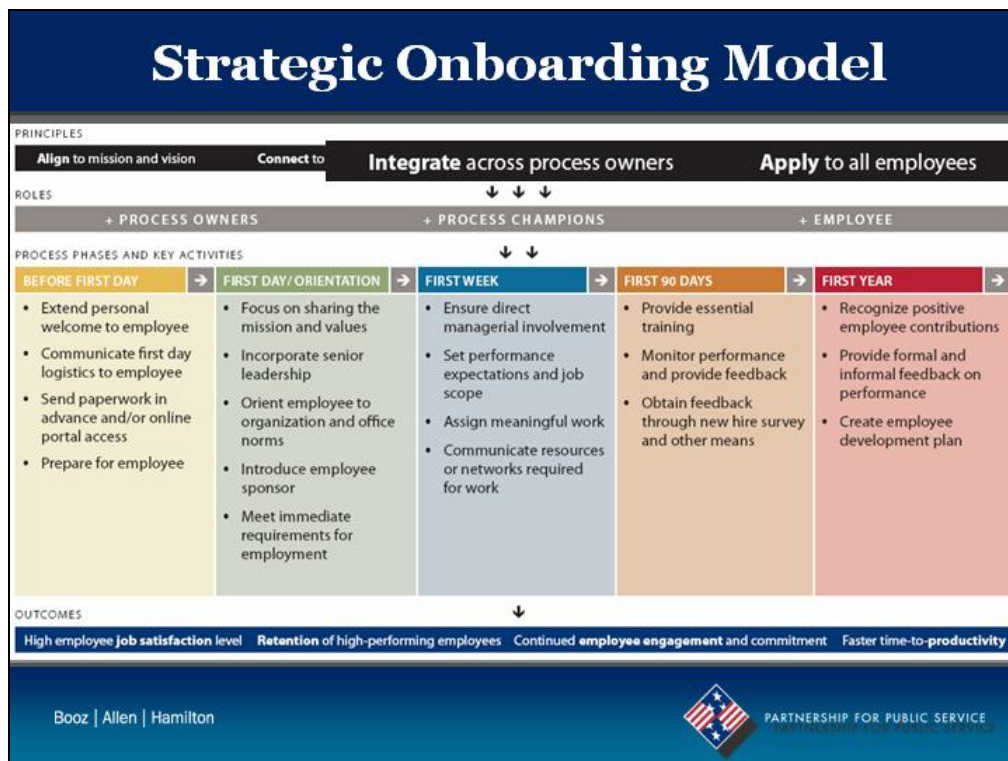 Strategic Onboarding Model
PRINCIPLES
Align to mission and vision
Connect to
Integrate across process owners
Apply to all employees
ROLES
+ PROCESS OWNERS
+ PROCESS CHAMPIONS
+ EMPLOYEE
PROCESS PHASES AND KEY ACTIVITIES
BEFORE FIRST DAY
• Extend personal
welcome to employee
• Communicate first day
logistics to employee
• Send paperwork in
advance and/or online
portal access
• Prepare for employee
FIRST DAY/ORIENTATION
• Focus on sharing the
mission and values
• Incorporate senior
leadership
• Orient employee to
organization and office
norms
• Introduce employee
sponsor
• Meet immediate
requirements for
employment
FIRST WEEK
• Ensure direct
managerial involvement
• Set performance
expectations and job
scope
• Assign meaningful work
• Communicate resources
or networks required
for work
FIRST 90 DAYS
• Provide essential
training
• Monitor performance
and provide feedback
• Obtain feedback
through new hire survey
and other means
FIRST YEAR
• Recognize positive
employee contributions
• Provide formal and
informal feedback on
performance
• Create employee
development plan
OUTCOMES
High employee job satisfaction level
Retention of high-performing employees
Continued employee engagement and commitment
Faster time-to-productivity
Booz | Allen | Hamilton
PARTNERSHIP FOR PUBLIC SERVICE